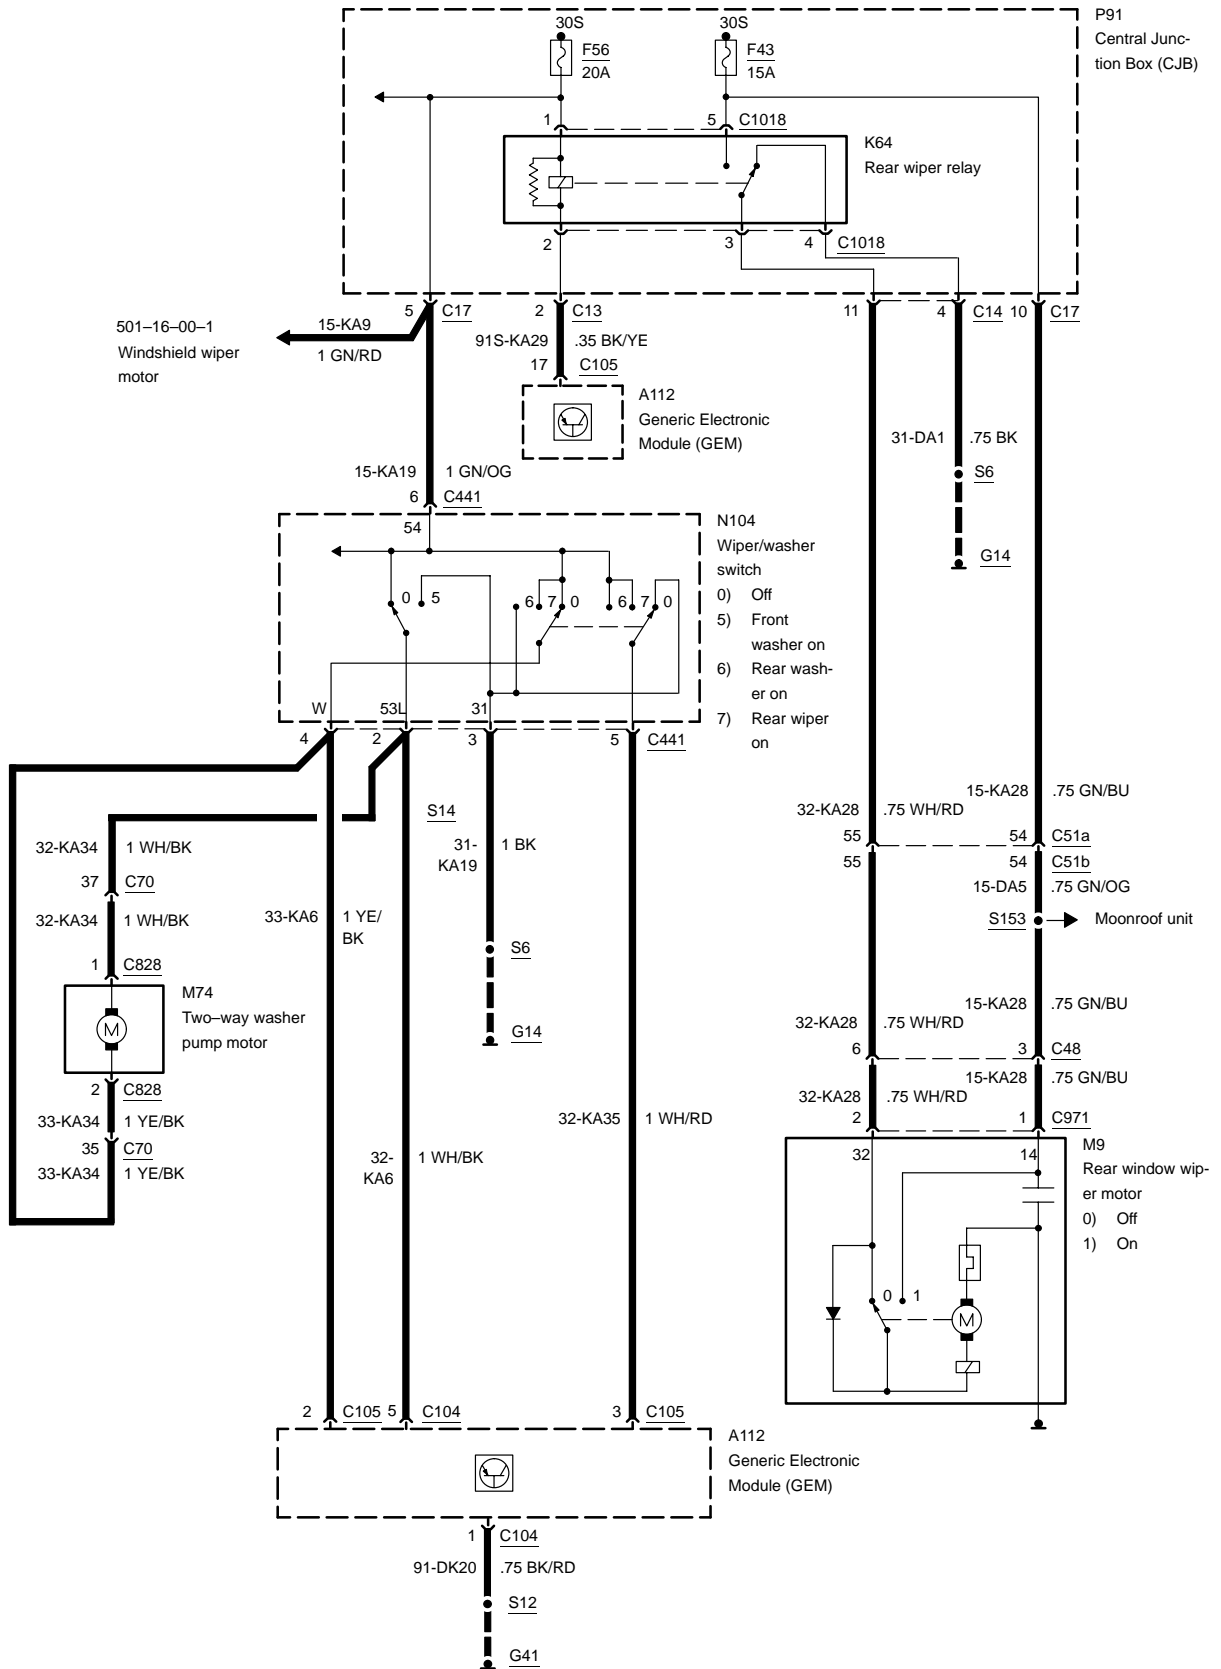 30S
30S
P91
Central Junc-
tion Box (CJB)
F56
20A
F43
15A
1
5
C1018
K64
Rear wiper relay
2
3
4
C1018
5
C17
2
C13
11
4
C14
10
C17
501–16–00–1
Windshield wiper
motor
15-KA9
1 GN/RD
91S-KA29
.35 BK/YE
17
C105
A112
Generic Electronic
Module (GEM)
31-DA1
.75 BK
S6
G14
15-KA19
1 GN/OG
6
C441
54
N104
Wiper/washer
switch
0) Off
5) Front
washer on
6) Rear wash-
er on
7) Rear wiper
on
0
5
6
7
0
6
7
0
W
53L
31
4
2
3
5
C441
S14
15-KA28
.75 GN/BU
32-KA28
.75 WH/RD
55
54
C51a
55
54
C51b
15-DA5
.75 GN/OG
S153
Moonroof unit
32-KA34
1 WH/BK
37
C70
32-KA34
1 WH/BK
1
C828
M74
Two–way washer
pump motor
M
2
C828
33-KA34
1 YE/BK
35
C70
33-KA34
1 YE/BK
33-KA6
1 YE/
BK
31-
KA19
1 BK
S6
G14
32-
KA6
1 WH/BK
32-KA35
1 WH/RD
15-KA28
.75 GN/BU
32-KA28
.75 WH/RD
6
3
C48
15-KA28
.75 GN/BU
32-KA28
.75 WH/RD
2
1
C971
32
14
M9
Rear window wip-
er motor
0) Off
1) On
0
1
M
2
C105
5
C104
3
C105
A112
Generic Electronic
Module (GEM)
1
C104
91-DK20
.75 BK/RD
S12
G41